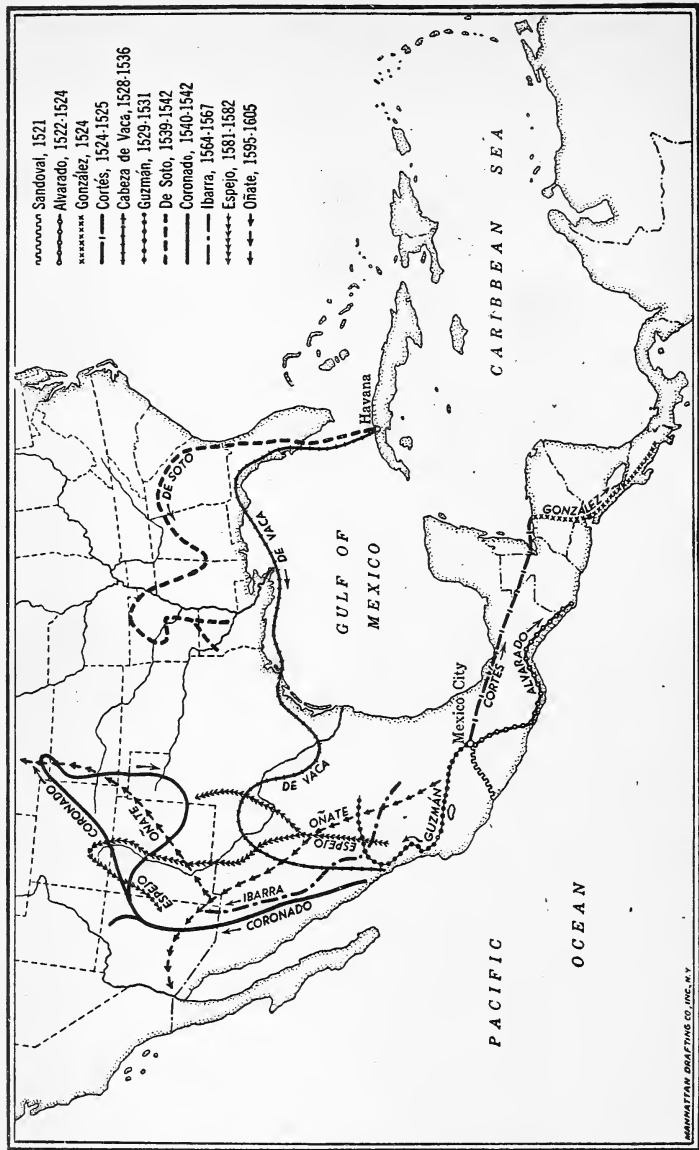 Sandoval, 1521
Alvarado, 1522-1524
González, 1524
Cortés, 1524-1525
Cabeza de Vaca, 1528-1536
Guzmán, 1529-1531
De Soto, 1539-1542
Coronado, 1540-1542
Ibarra, 1564-1567
Espejo, 1581-1582
Oñate, 1595-1605
CORONADO
OÑATE
ESPEJO
DE SOTO
DE VACA
Havana
GULF OF
MEXICO
CARIBBEAN SEA
DE VACA
OÑATE
ESPEJO
IBARRA
CORONADO
GUZMÁN
Mexico City
CORTÉS
ALVARADO
GONZÁLEZ
PACIFIC
OCEAN
MANHATTAN DRAFTING CO., INC., N.Y.